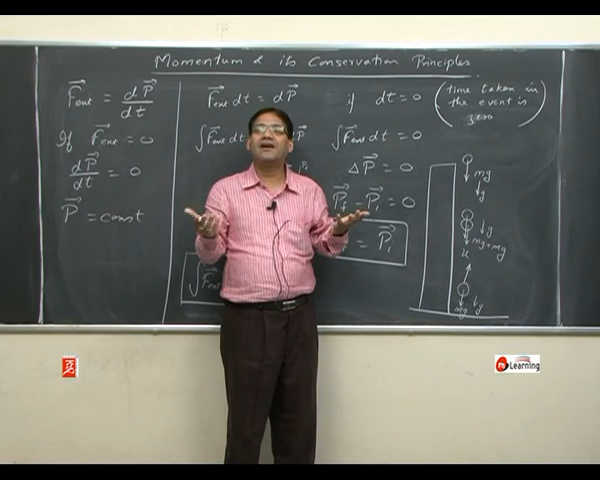 Momentum & its Conservation Principles
F⃗ext = dP⃗/dt
If F⃗ext = 0
dP⃗/dt = 0
P⃗ = const
F⃗ext dt = dP⃗
∫F⃗ext dt
∫F⃗ext
if dt = 0
∫F⃗ext dt = 0
ΔP⃗ = 0
P⃗f - P⃗i = 0
= P⃗i
(time taken in
the event is
zero)
mg
↓g
↓g
mg+mg
u
↓g
mg
Learning